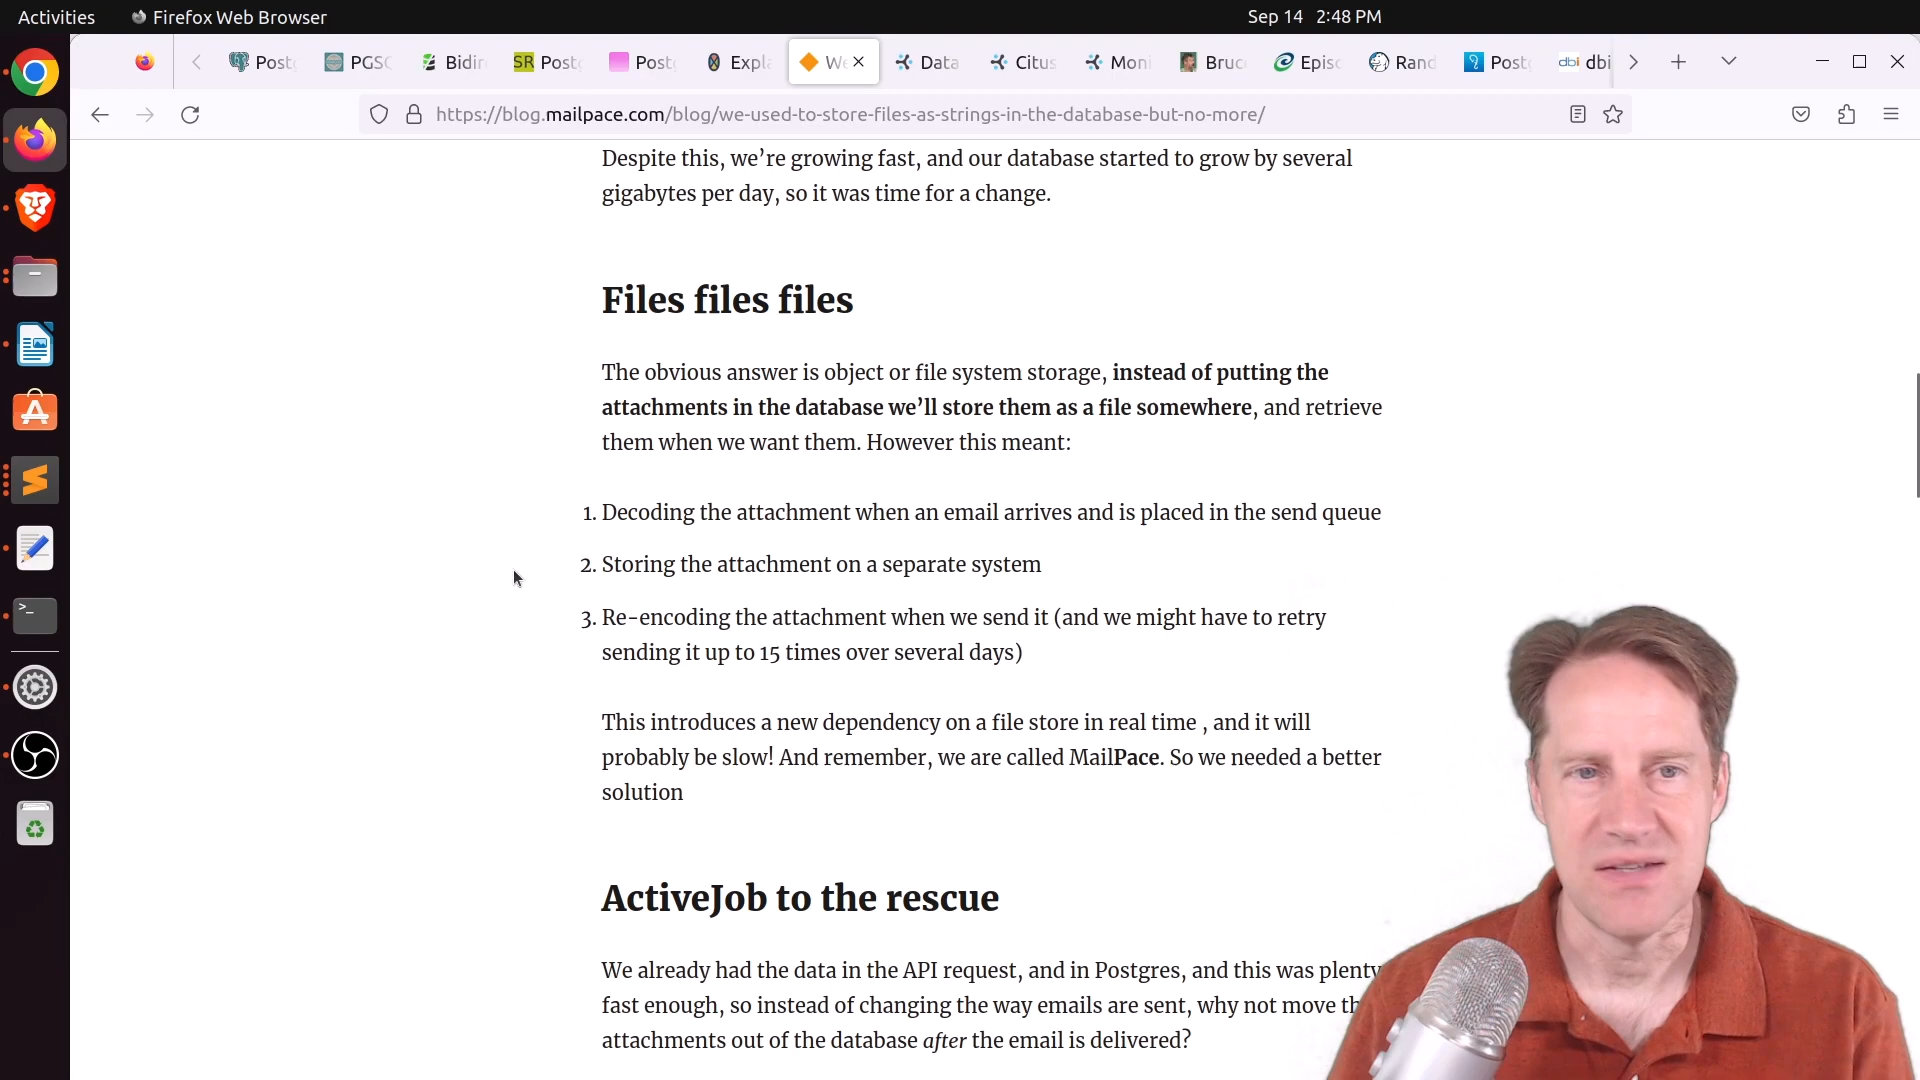 Activities
Firefox Web Browser
Sep 14 2:48 PM
Post
PGSC
Bidir
SR
Post
Post
Expla
We
Data
Citus
Moni
Bruc
Episo
Rand
Post
dbi dbi
https://blog.mailpace.com/blog/we-used-to-store-files-as-strings-in-the-database-but-no-more/
Despite this, we’re growing fast, and our database started to grow by several
gigabytes per day, so it was time for a change.
Files files files
The obvious answer is object or file system storage, instead of putting the
attachments in the database we’ll store them as a file somewhere, and retrieve
them when we want them. However this meant:
1. Decoding the attachment when an email arrives and is placed in the send queue
2. Storing the attachment on a separate system
3. Re-encoding the attachment when we send it (and we might have to retry
sending it up to 15 times over several days)
This introduces a new dependency on a file store in real time , and it will
probably be slow! And remember, we are called MailPace. So we needed a better
solution
ActiveJob to the rescue
We already had the data in the API request, and in Postgres, and this was plenty
fast enough, so instead of changing the way emails are sent, why not move th
attachments out of the database after the email is delivered?